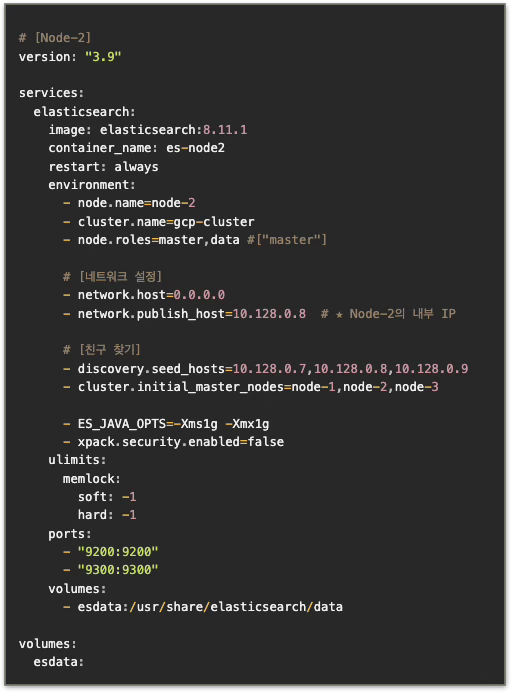 # [Node-2]
version: "3.9"

services:
  elasticsearch:
    image: elasticsearch:8.11.1
    container_name: es-node2
    restart: always
    environment:
      - node.name=node-2
      - cluster.name=gcp-cluster
      - node.roles=master,data #["master"]

      # [네트워크 설정]
      - network.host=0.0.0.0
      - network.publish_host=10.128.0.8  # ★ Node-2의 내부 IP

      # [친구 찾기]
      - discovery.seed_hosts=10.128.0.7,10.128.0.8,10.128.0.9
      - cluster.initial_master_nodes=node-1,node-2,node-3

      - ES_JAVA_OPTS=-Xms1g -Xmx1g
      - xpack.security.enabled=false
    ulimits:
      memlock:
        soft: -1
        hard: -1
    ports:
      - "9200:9200"
      - "9300:9300"
    volumes:
      - esdata:/usr/share/elasticsearch/data

volumes:
  esdata: